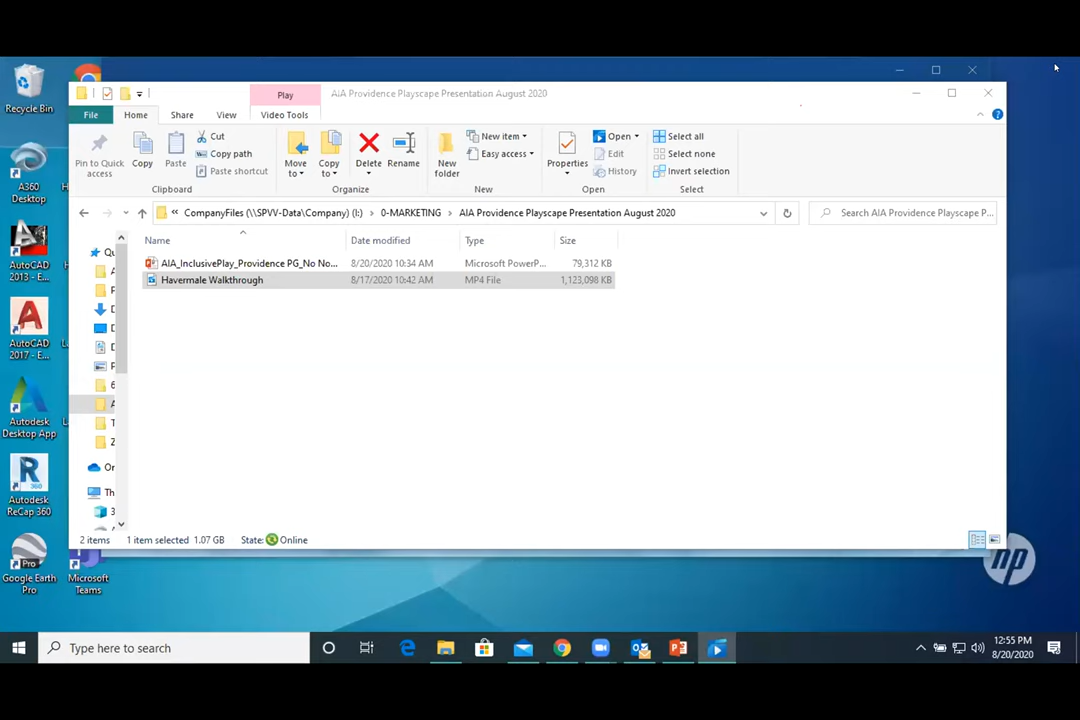 Recycle Bin
A360
Desktop
AutoCAD
2013 - E...
AutoCAD
2017 - E...
Autodesk
Desktop App
Autodesk
ReCap 360
Google Earth
Pro
Microsoft
Teams
Play
AIA Providence Playscape Presentation August 2020
File
Home
Share
View
Video Tools
Pin to Quick
access
Copy
Paste
Cut
Copy path
Paste shortcut
Clipboard
Move
to
Copy
to
Delete
Rename
Organize
New
folder
New item
Easy access
New
Properties
Open
Edit
History
Open
Select all
Select none
Invert selection
Select
« CompanyFiles (\\SPVV-Data\Company) (I:) > 0-MARKETING > AIA Providence Playscape Presentation August 2020
Search AIA Providence Playscape P...
Name Date modified Type Size
AIA_InclusivePlay_Providence PG_No No... 8/20/2020 10:34 AM Microsoft PowerP... 79,312 KB
Havermale Walkthrough 8/17/2020 10:42 AM MP4 File 1,123,098 KB
2 items 1 item selected 1.07 GB State: Online
hp
Pro
Type here to search
12:55 PM
8/20/2020